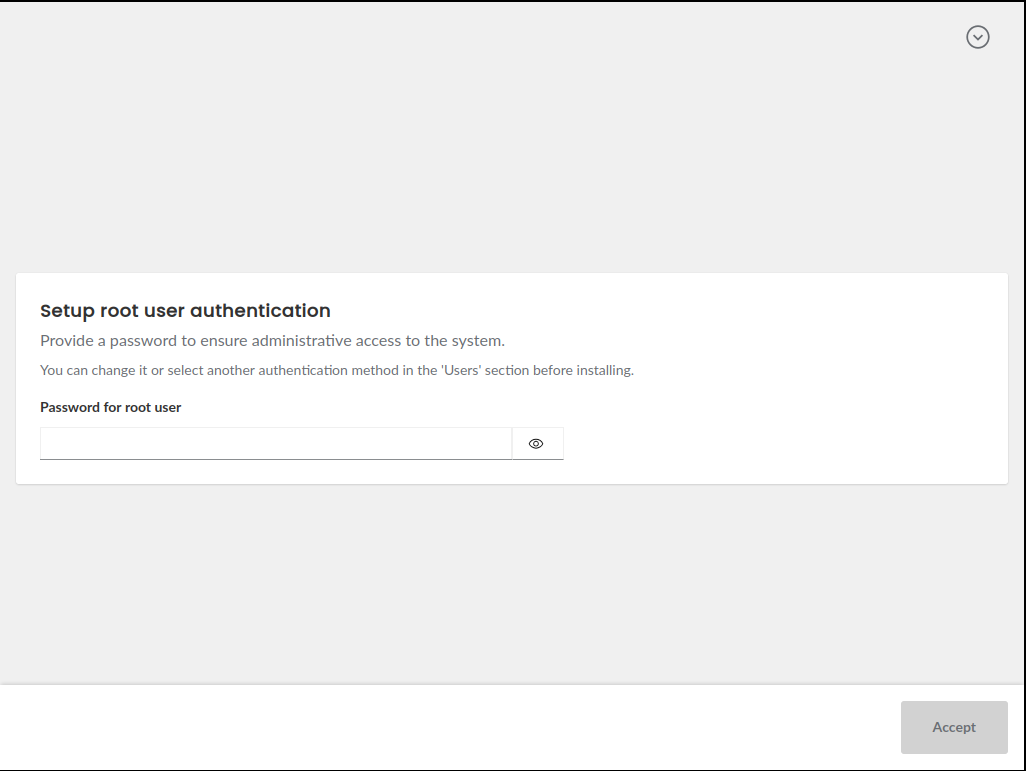 Setup root user authentication
Provide a password to ensure administrative access to the system.
You can change it or select another authentication method in the 'Users' section before installing.
Password for root user
Accept